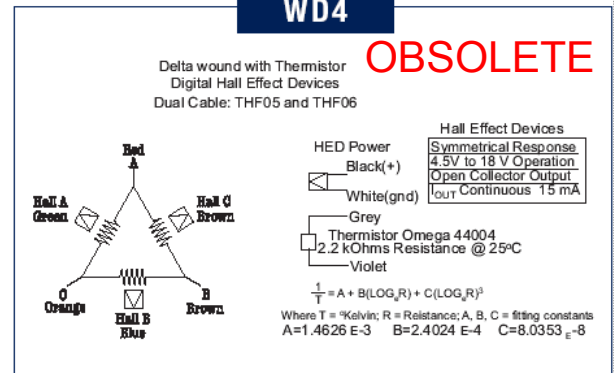 WD4
OBSOLETE
Delta wound with Thermistor
Digital Hall Effect Devices
Dual Cable: THF05 and THF06
Red
A
Hall A
Green
Hall C
Brown
C
Orange
Hall B
Blue
B
Brown
HED Power
Black(+)
White(gnd)
Grey
Thermistor Omega 44004
2.2 kOhms Resistance @ 25ºC
Violet
Hall Effect Devices
Symmetrical Response
4.5V to 18 V Operation
Open Collector Output
IOUT Continuous 15 mA
1/T = A + B(LOGeR) + C(LOGeR)³
Where T = ºKelvin; R = Reistance; A, B, C = fitting constants
A=1.4626 E-3 B=2.4024 E-4 C=8.0353 E-8